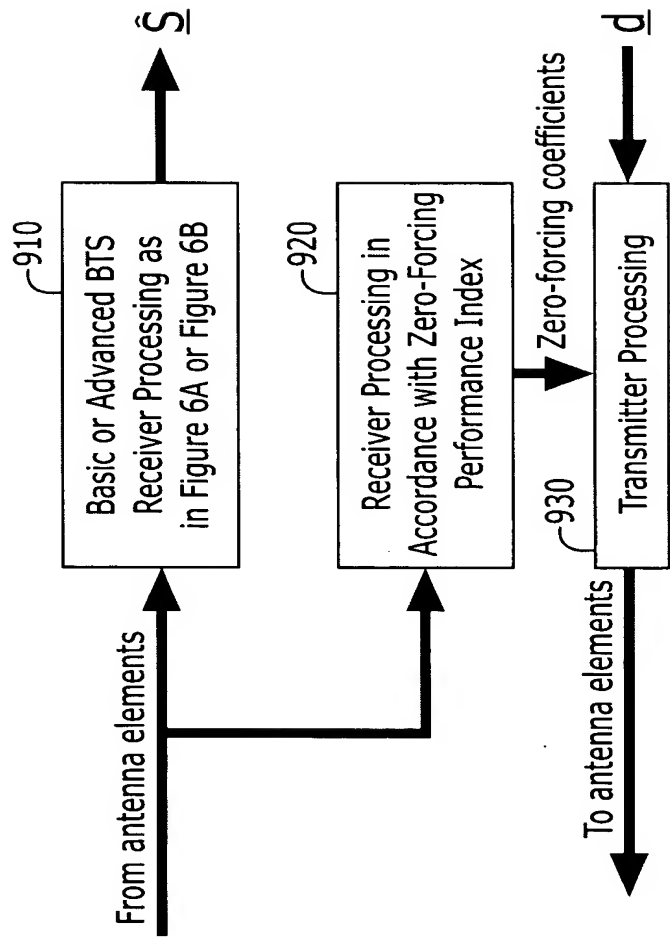 From antenna elements
910
Basic or Advanced BTS
Receiver Processing as
in Figure 6A or Figure 6B
Ŝ
920
Receiver Processing in
Accordance with Zero-Forcing
Performance Index
Zero-forcing coefficients
To antenna elements
930
Transmitter Processing
d